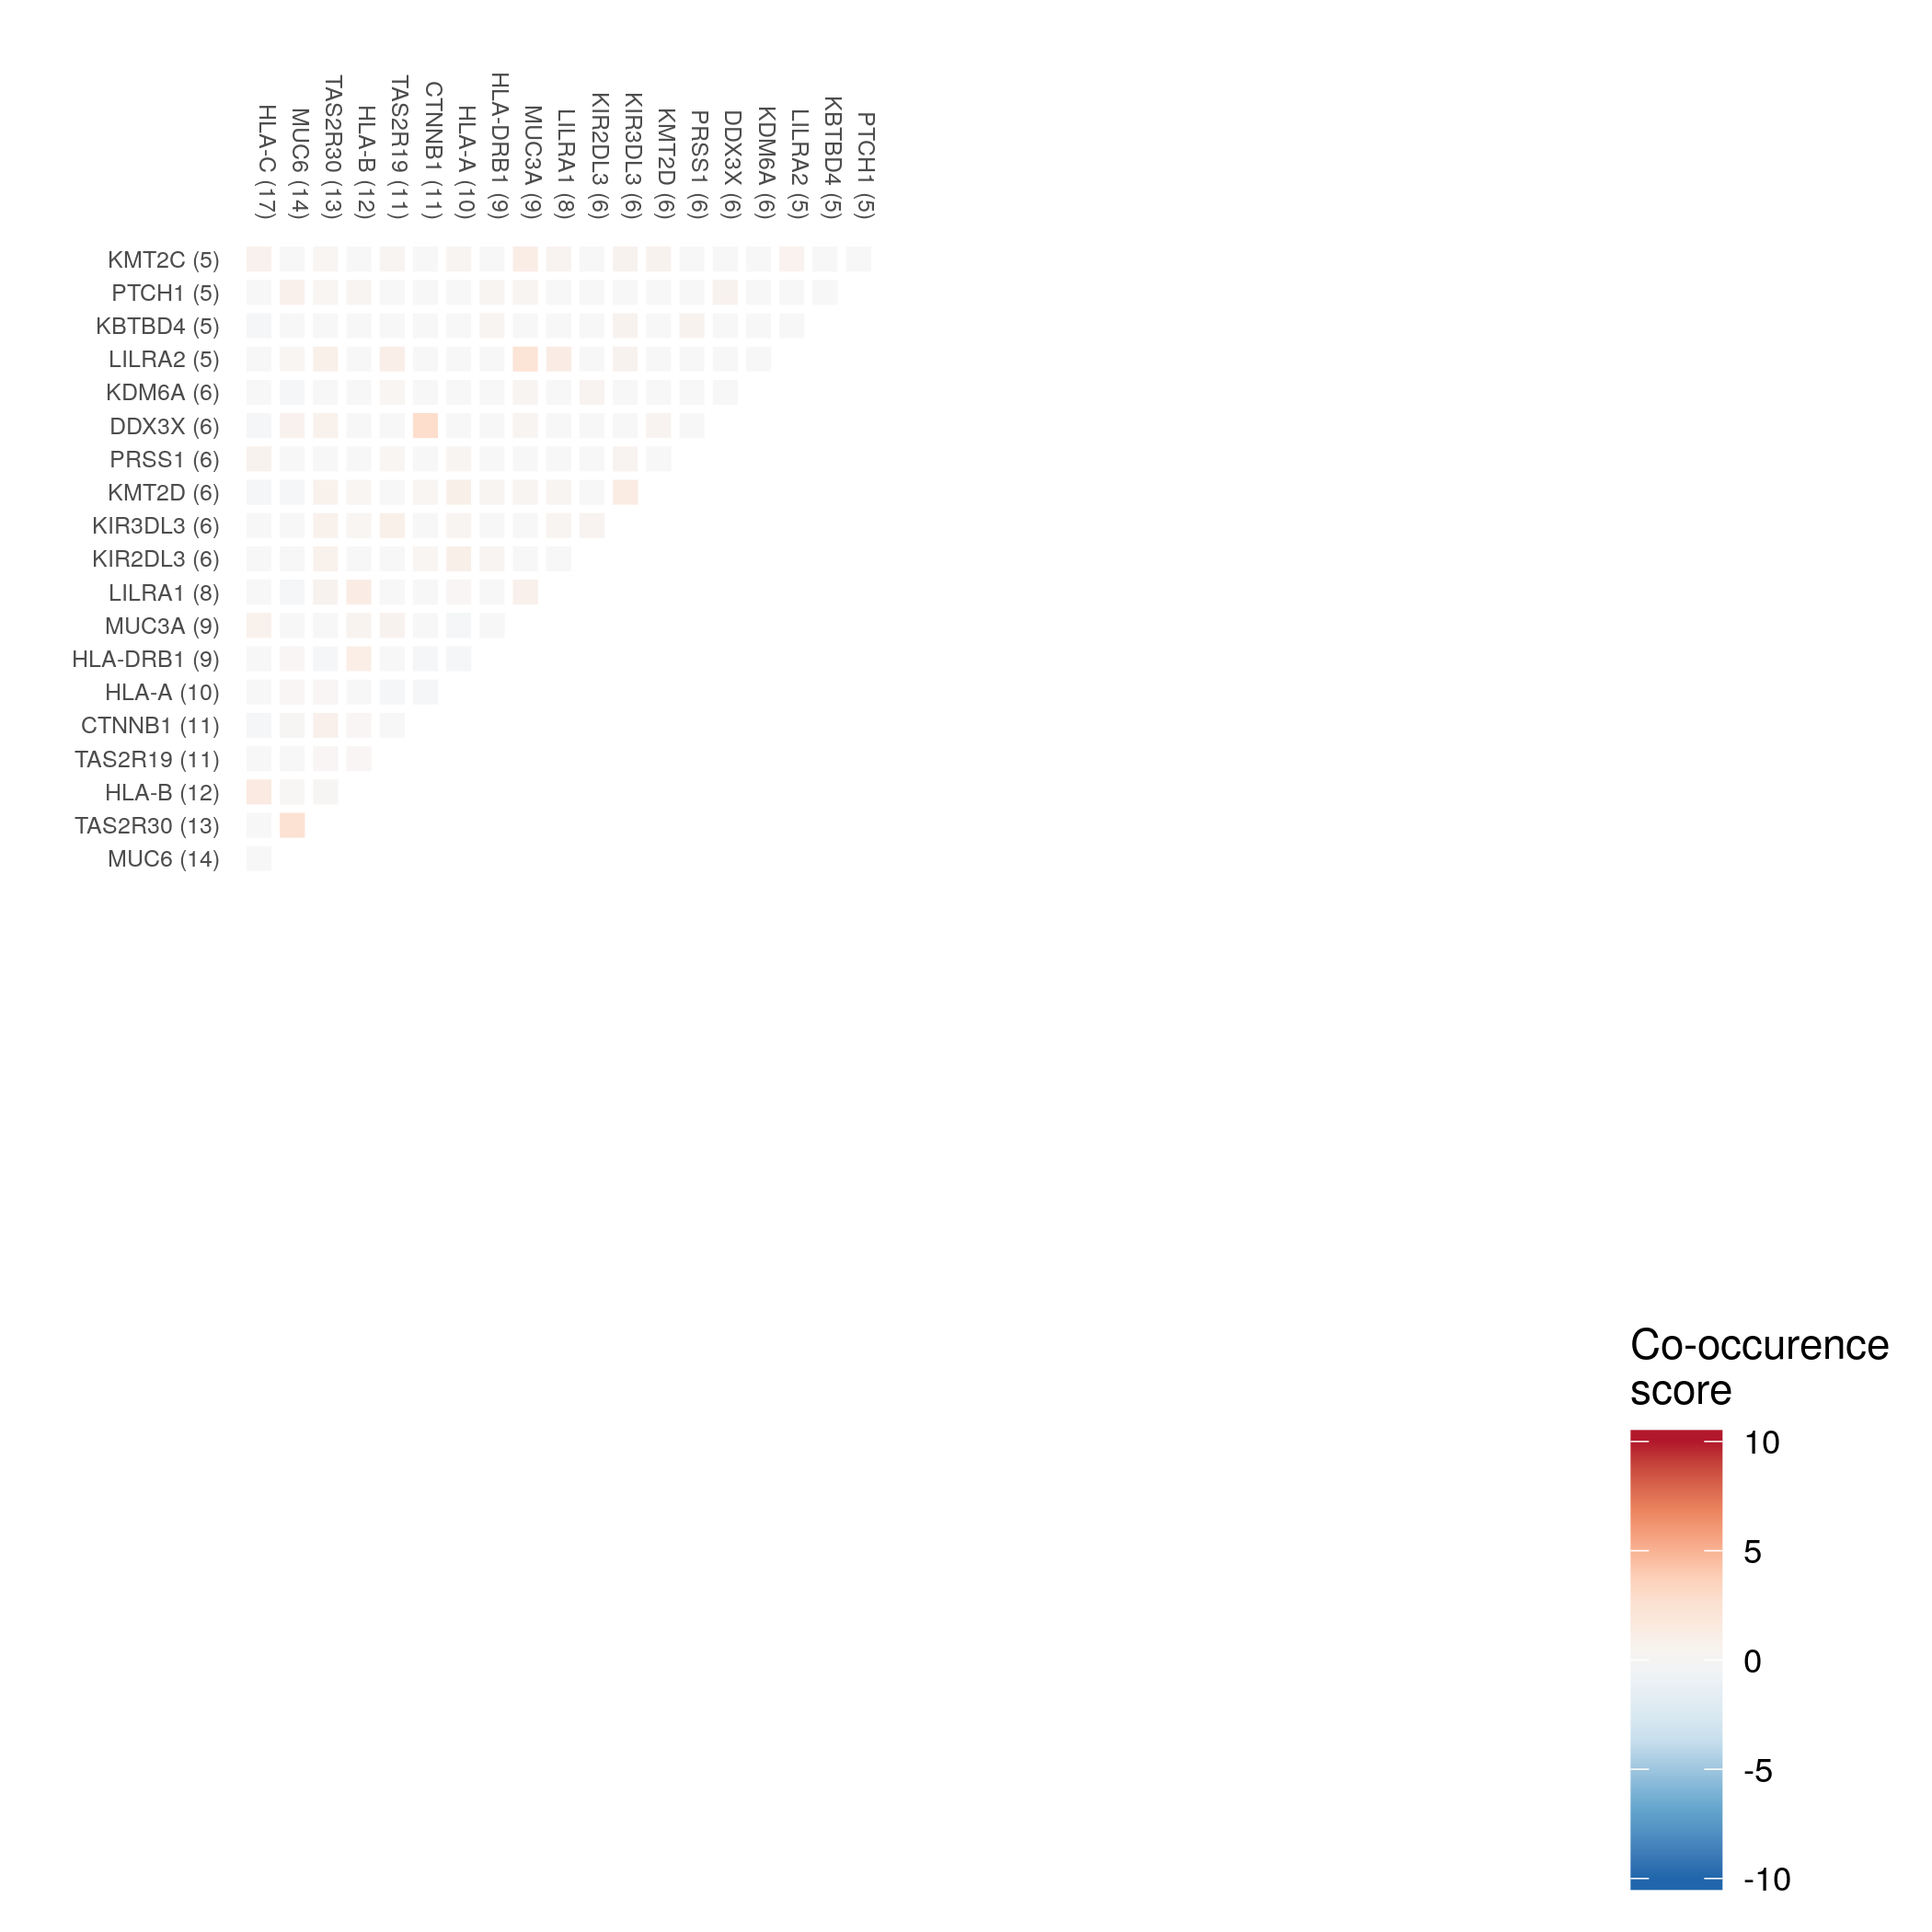 HLA-C (17)
MUC6 (14)
TAS2R30 (13)
HLA-B (12)
TAS2R19 (11)
CTNNB1 (11)
HLA-A (10)
HLA-DRB1 (9)
MUC3A (9)
LILRA1 (8)
KIR2DL3 (6)
KIR3DL3 (6)
KMT2D (6)
PRSS1 (6)
DDX3X (6)
KDM6A (6)
LILRA2 (5)
KBTBD4 (5)
PTCH1 (5)
KMT2C (5)
PTCH1 (5)
KBTBD4 (5)
LILRA2 (5)
KDM6A (6)
DDX3X (6)
PRSS1 (6)
KMT2D (6)
KIR3DL3 (6)
KIR2DL3 (6)
LILRA1 (8)
MUC3A (9)
HLA-DRB1 (9)
HLA-A (10)
CTNNB1 (11)
TAS2R19 (11)
HLA-B (12)
TAS2R30 (13)
MUC6 (14)
Co-occurence
score
10
5
0
-5
-10